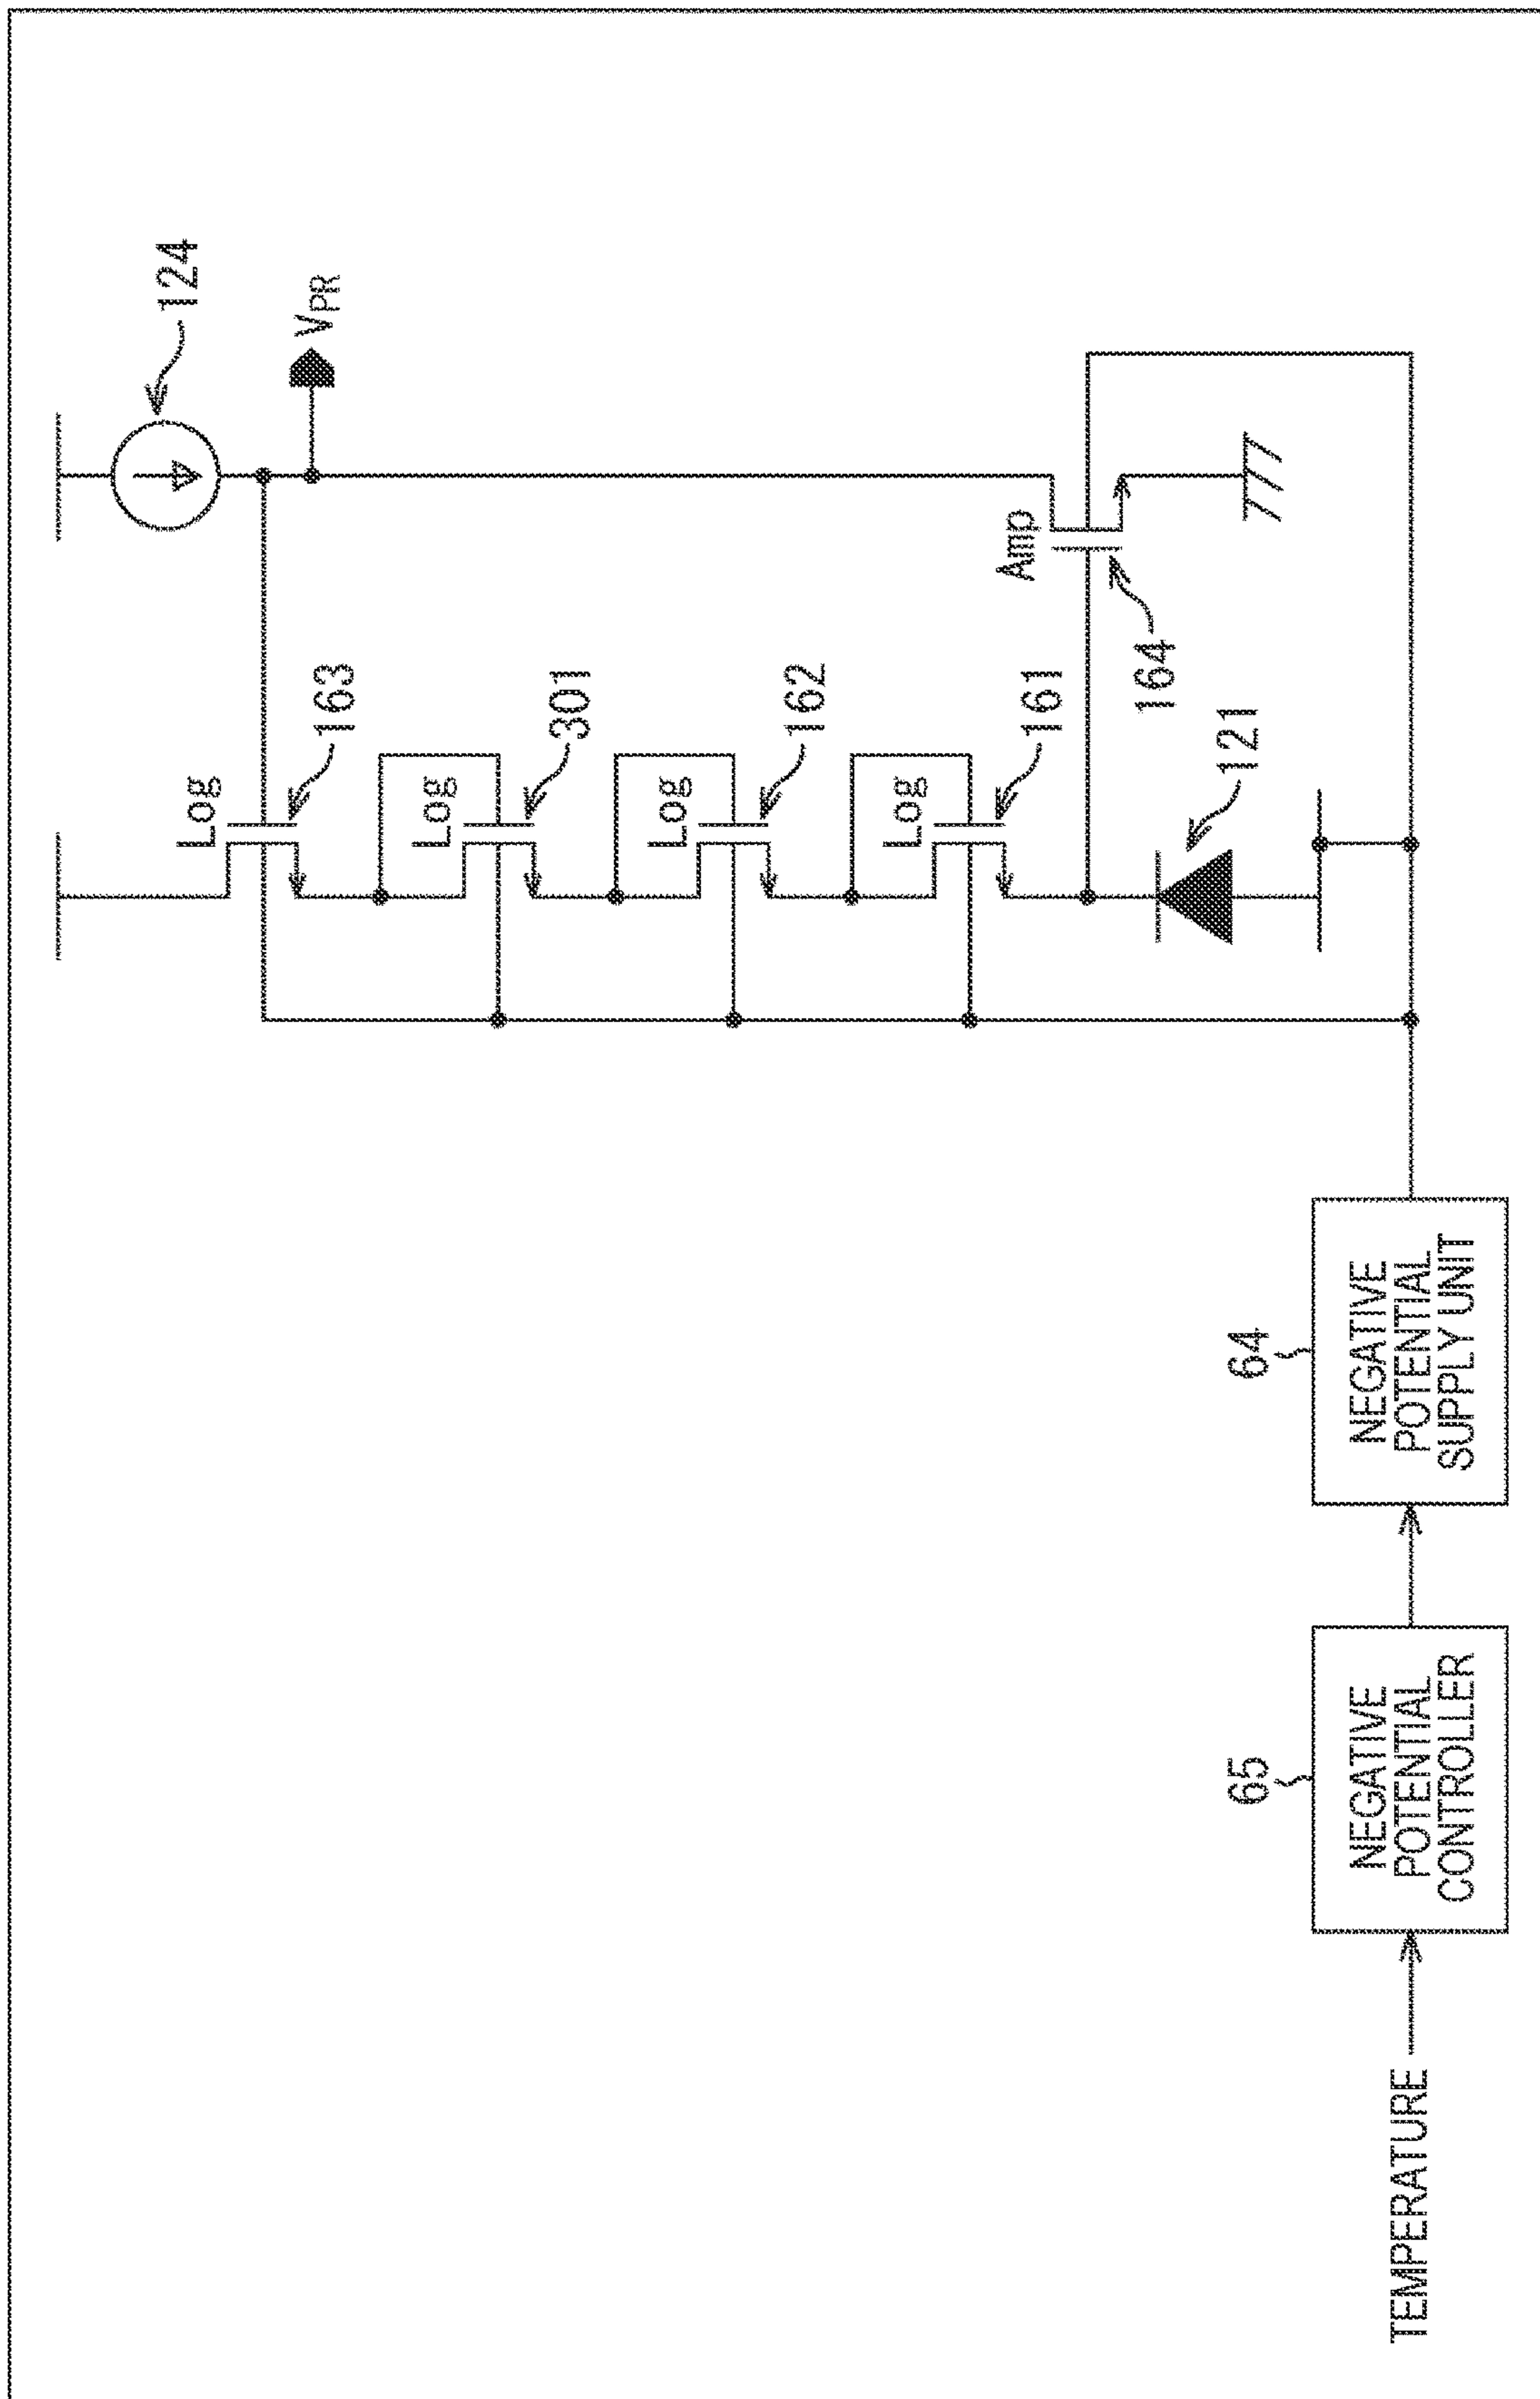 124
VPR
Log
163
Log
301
Log
162
Log
161
Amp
164
121
64
NEGATIVE
POTENTIAL
SUPPLY UNIT
65
NEGATIVE
POTENTIAL
CONTROLLER
TEMPERATURE